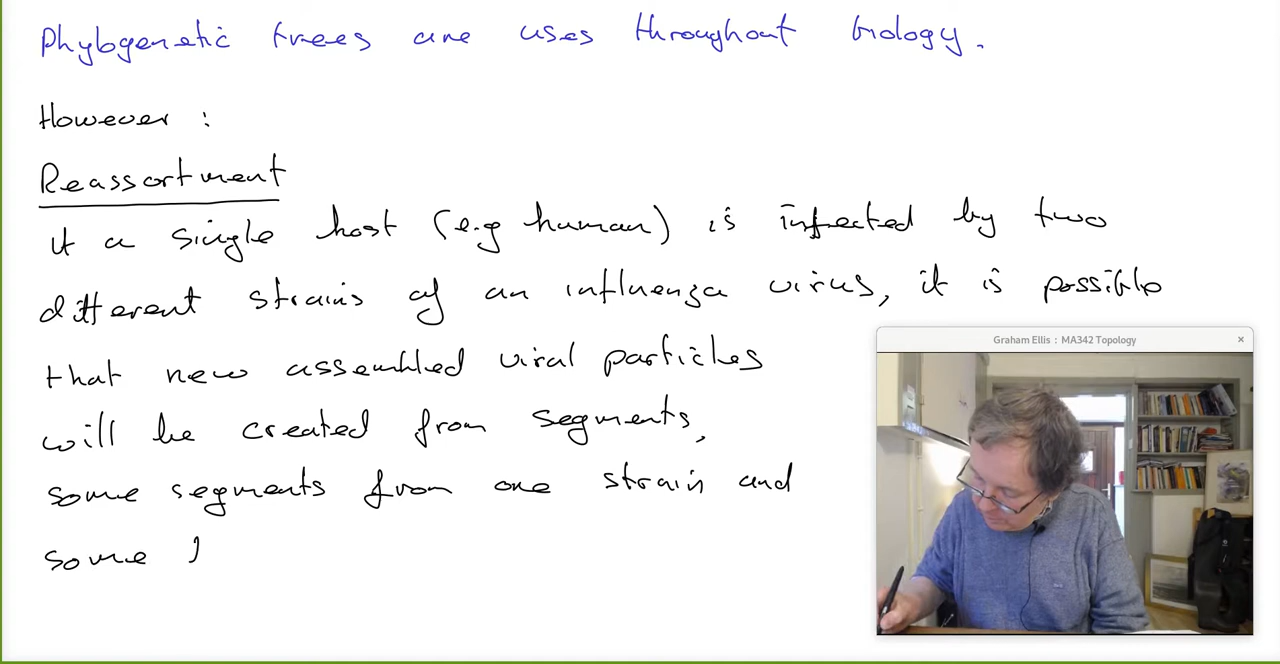 Phylogenetic trees are uses throughout biology.
However :
Reassortment
if a single host (e.g human) is infected by two
different strains of an influenza virus, it is possible
that new assembled viral particles
will be created from segments,
some segments from one strain and
some
Graham Ellis : MA342 Topology